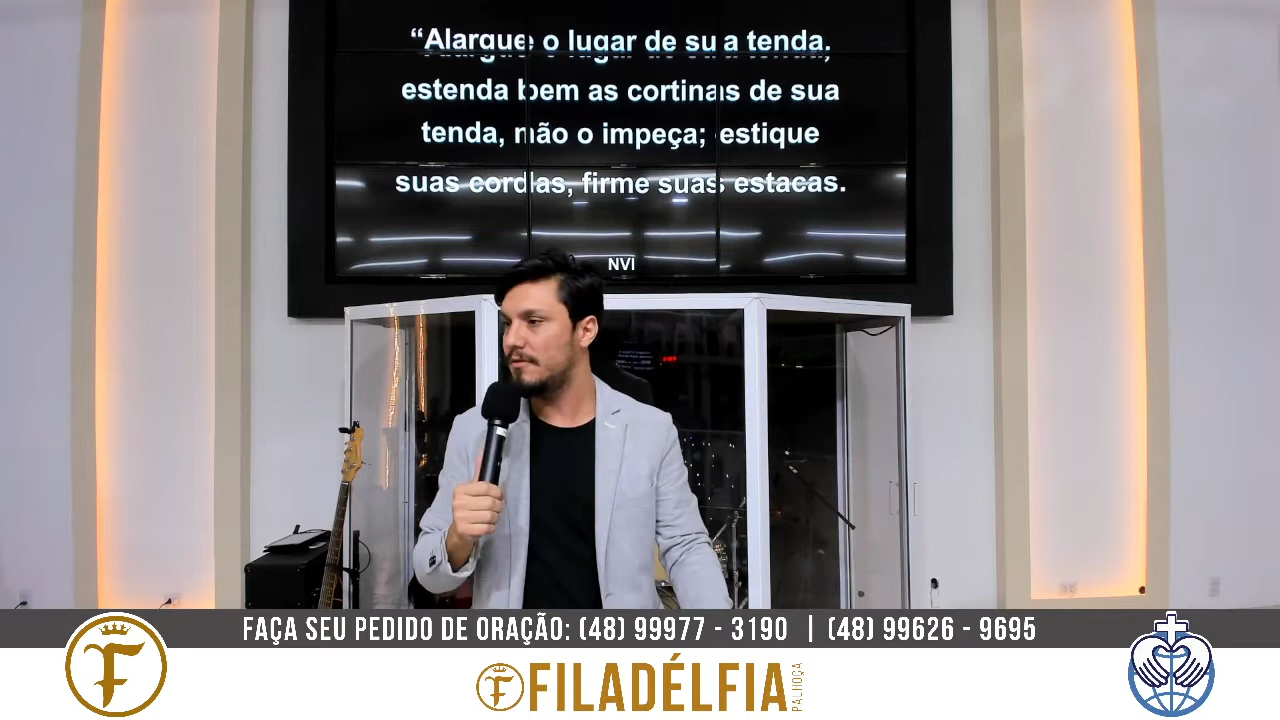 “Alargue o lugar de sua tenda,
estenda bem as cortinas de sua
tenda, não o impeça; estique
suas cordas, firme suas estacas.
NVI
FAÇA SEU PEDIDO DE ORAÇÃO: (48) 99977 - 3190 | (48) 99626 - 9695
F
F FILADÉLFIA PALHOÇA